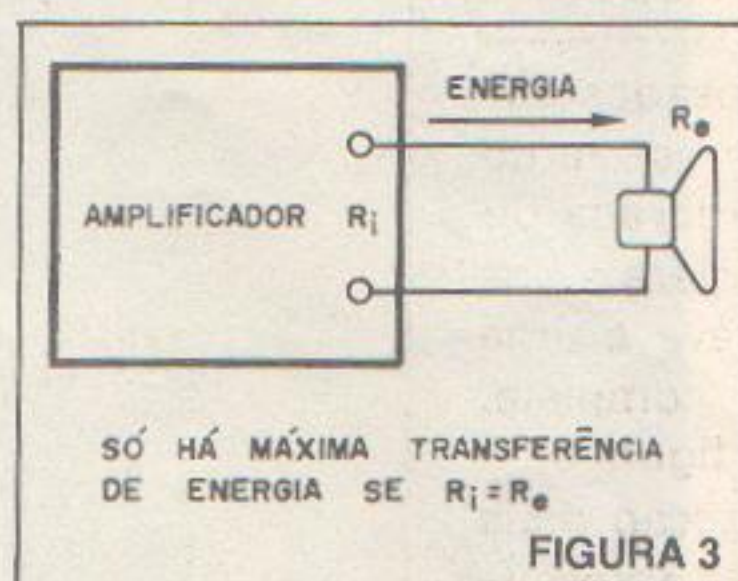 ENERGIA
Re
AMPLIFICADOR Ri
SÓ HÁ MÁXIMA TRANSFERÊNCIA
DE ENERGIA SE Ri=Re
FIGURA 3